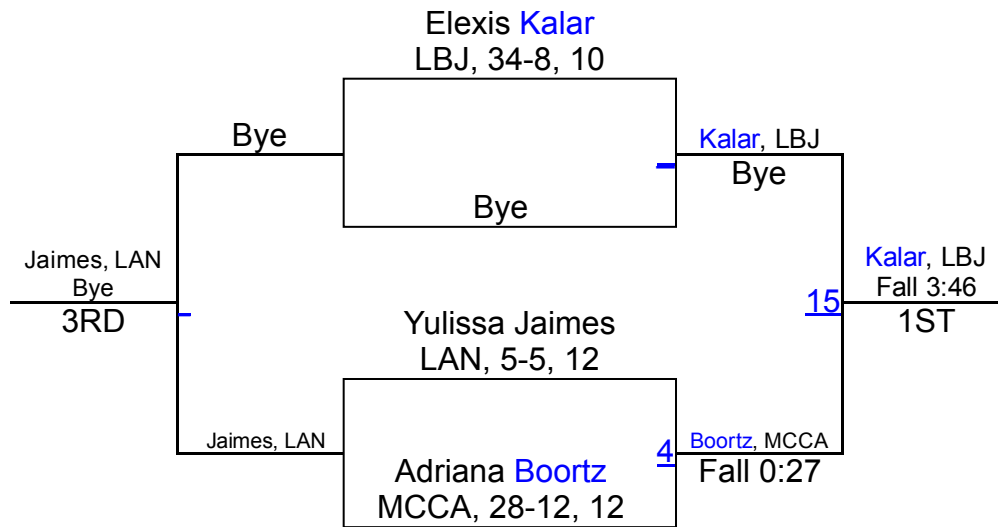 Elexis Kalar
LBJ, 34-8, 10
Bye
Kalar, LBJ
Bye
Bye
Jaimes, LAN
Bye
3RD
Kalar, LBJ
Fall 3:46
1ST
15
Yulissa Jaimes
LAN, 5-5, 12
Jaimes, LAN
4
Boortz, MCCA
Fall 0:27
Adriana Boortz
MCCA, 28-12, 12